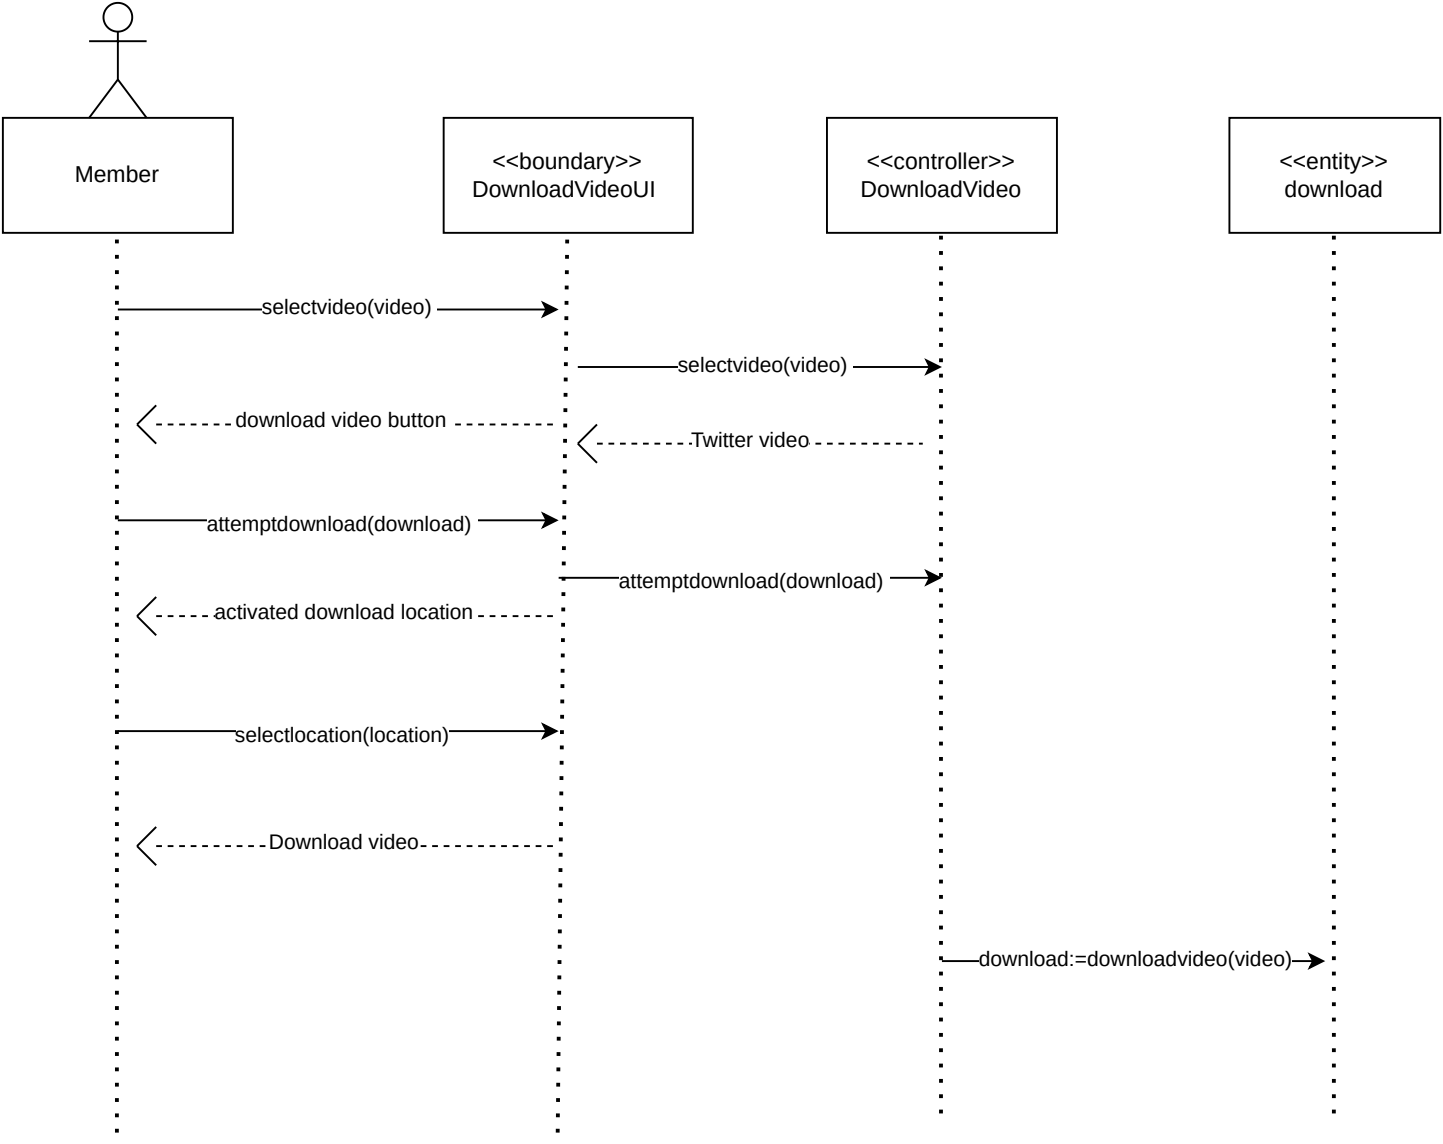 Member
<<boundary>>
DownloadVideoUI
<<controller>>
DownloadVideo
<<entity>>
download
selectvideo(video)
selectvideo(video)
download video button
Twitter video
attemptdownload(download)
attemptdownload(download)
activated download location
selectlocation(location)
Download video
download:=downloadvideo(video)